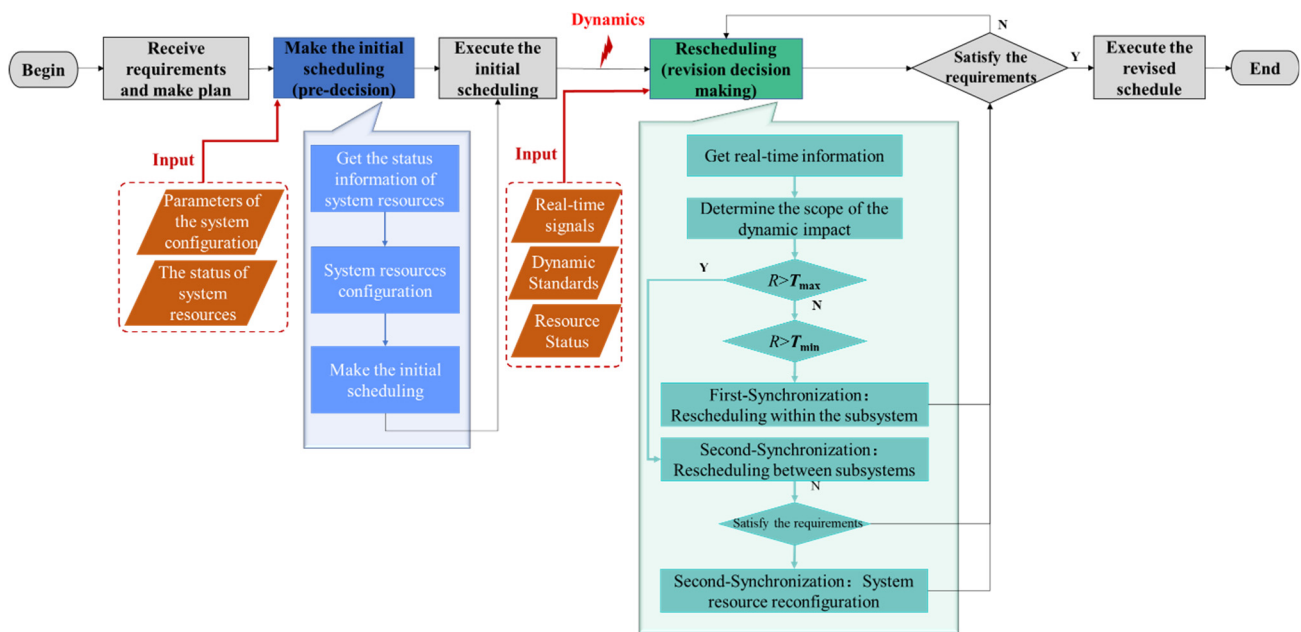 Begin
Receive
requirements
and make plan
Make the initial
scheduling
(pre-decision)
Execute the
initial
scheduling
Dynamics
Rescheduling
(revision decision
making)
N
Satisfy the
requirements
Y
Execute the
revised
schedule
End
Input
Parameters of
the system
configuration
The status of
system
resources
Get the status
information of
system resources
System resources
configuration
Make the initial
scheduling
Input
Real-time
signals
Dynamic
Standards
Resource
Status
Get real-time information
Determine the scope of the
dynamic impact
Y
R>Tmax
N
R>Tmin
First-Synchronization：
Rescheduling within the subsystem
Second-Synchronization：
Rescheduling between subsystems
N
Satisfy the requirements
Second-Synchronization：System
resource reconfiguration